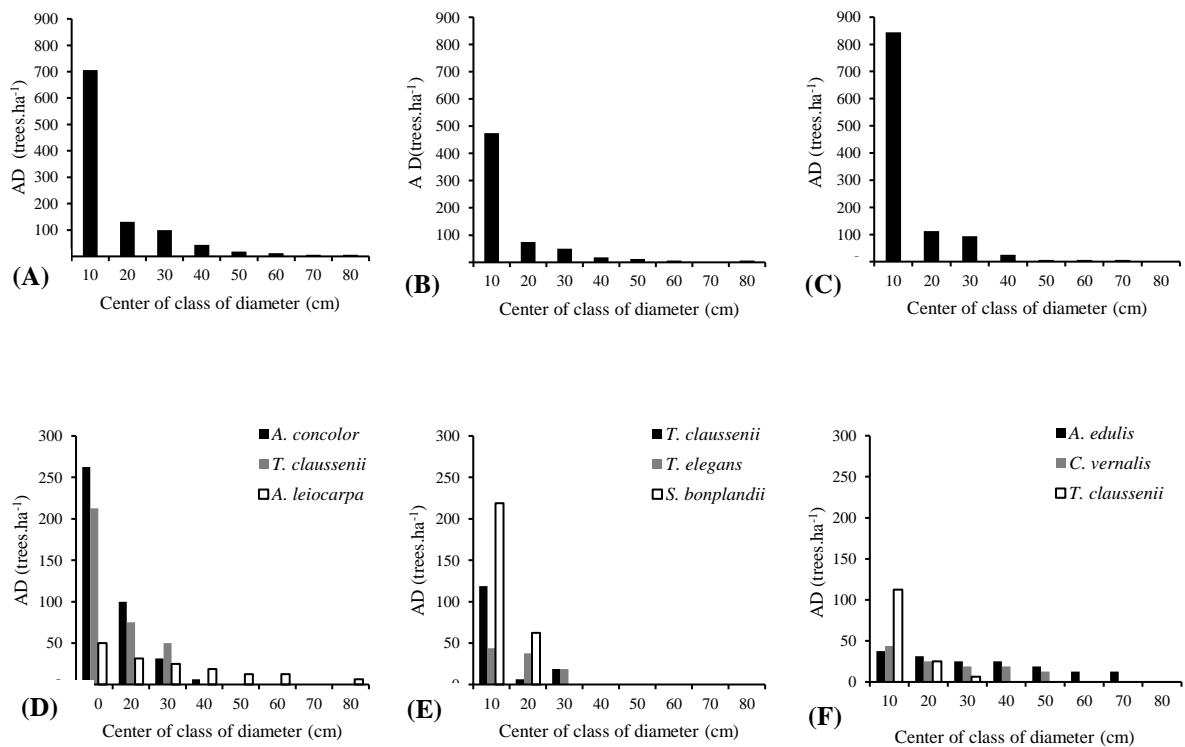 900
800
700
600
500
400
300
200
100
AD (trees.ha-1)
10 20 30 40 50 60 70 80
Center of class of diameter (cm)
(A)
900
800
700
600
500
400
300
200
100
A D(trees.ha-1)
10 20 30 40 50 60 70 80
Center of class of diameter (cm)
(B)
900
800
700
600
500
400
300
200
100
-
AD (trees.ha-1)
10 20 30 40 50 60 70 80
Center of class of diameter (cm)
(C)
300
250
200
150
100
50
AD (trees.ha-1)
A. concolor
T. claussenii
A. leiocarpa
0 20 30 40 50 60 70 80
Center of class of diameter (cm)
(D)
300
250
200
150
100
50
AD (trees.ha-1)
T. claussenii
T. elegans
S. bonplandii
10 20 30 40 50 60 70 80
Center of class of diameter (cm)
(E)
300
250
200
150
100
50
0
AD (trees.ha-1)
A. edulis
C. vernalis
T. claussenii
10 20 30 40 50 60 70 80
Center of class of diameter (cm)
(F)